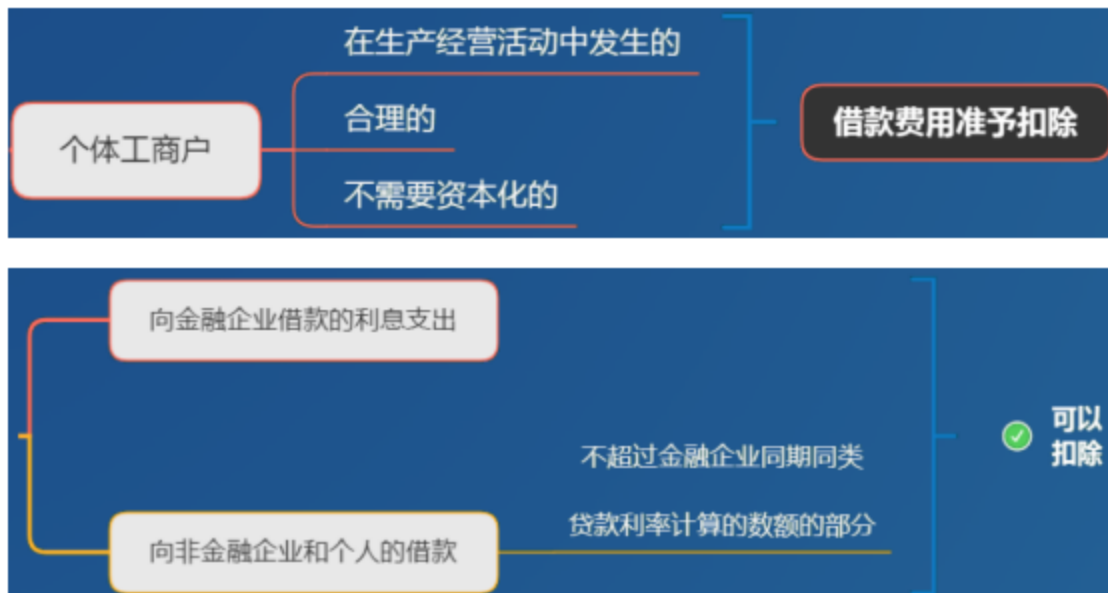 在生产经营活动中发生的
合理的
不需要资本化的
个体工商户
借款费用准予扣除
向金融企业借款的利息支出
向非金融企业和个人的借款
不超过金融企业同期同类
贷款利率计算的数额的部分
可以
扣除